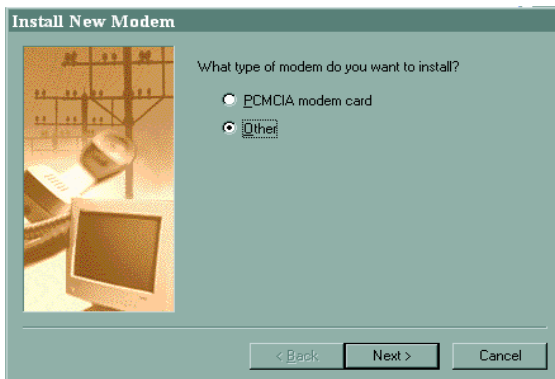 Install New Modem
What type of modem do you want to install?
PCMCIA modem card
Other
< Back
Next >
Cancel